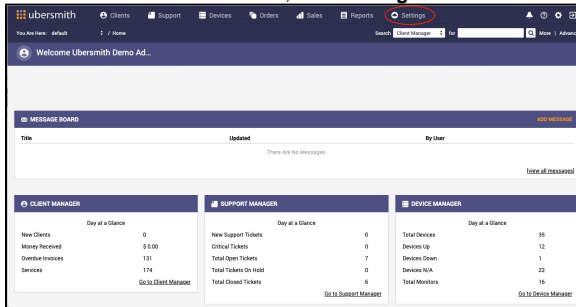 ubersmith Clients Support Devices Orders Sales Reports Settings
You Are Here: default / Home Search Client Manager for More | Advanc
Welcome Ubersmith Demo Ad...
MESSAGE BOARD ADD MESSAGE
Title Updated By User
There Are No Messages.
[view all messages]
CLIENT MANAGER
Day at a Glance
New Clients 0
Money Received $ 0.00
Overdue Invoices 131
Services 174
Go to Client Manager
SUPPORT MANAGER
Day at a Glance
New Support Tickets 0
Critical Tickets 0
Total Open Tickets 7
Total Tickets On Hold 0
Total Closed Tickets 6
Go to Support Manager
DEVICE MANAGER
Day at a Glance
Total Devices 35
Devices Up 12
Devices Down 1
Devices N/A 22
Total Monitors 16
Go to Device Manager